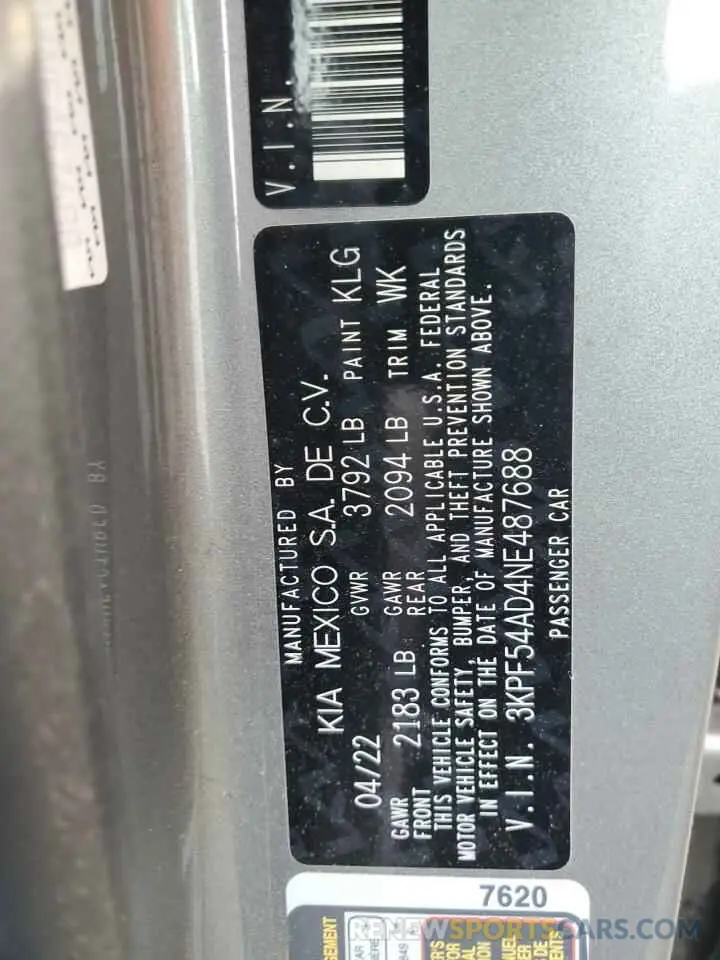 V.I.N.
MANUFACTURED BY
KIA MEXICO S.A. DE C.V.
04/22 GVWR 3792 LB PAINT KLG
GAWR FRONT 2183 LB GAWR REAR 2094 LB TRIM WK
THIS VEHICLE CONFORMS TO ALL APPLICABLE U.S.A. FEDERAL
MOTOR VEHICLE SAFETY, BUMPER, AND THEFT PREVENTION STANDARDS
IN EFFECT ON THE DATE OF MANUFACTURE SHOWN ABOVE.
V.I.N. 3KPF54AD4NE487688
PASSENGER CAR
7620
RENEWSPORTSCARS.COM